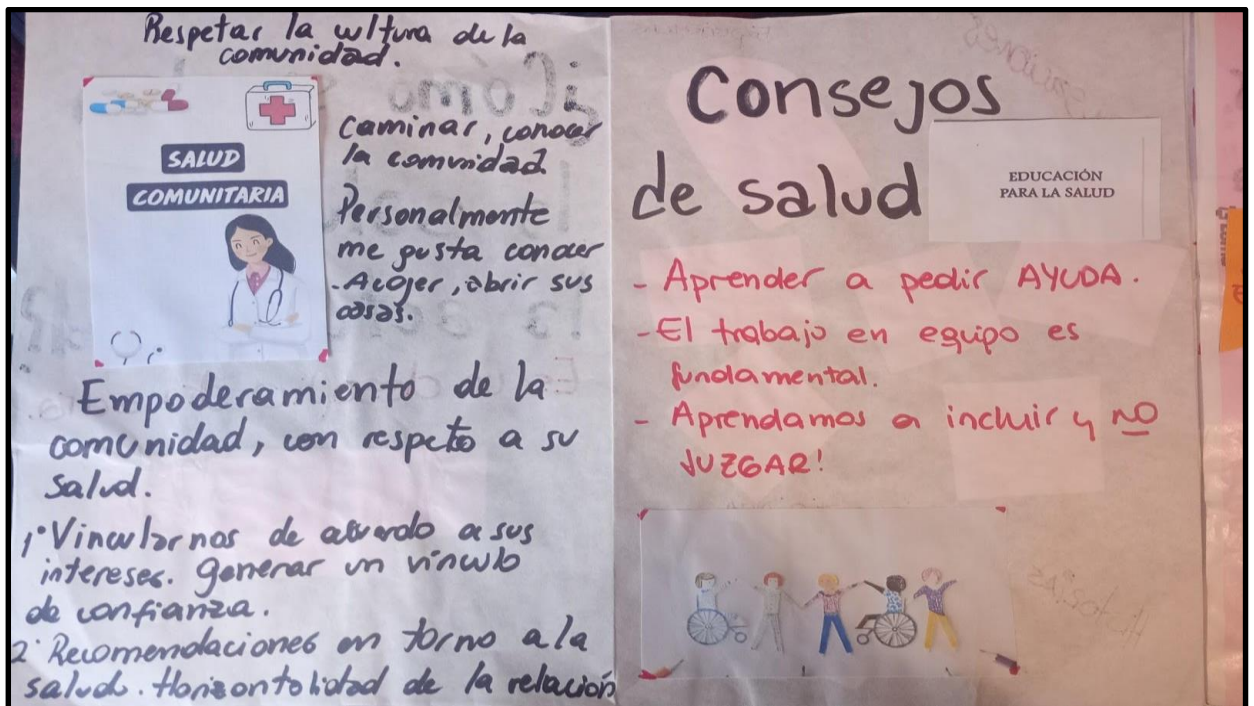 Respetar la cultura de la
comunidad.
SALUD
COMUNITARIA
Caminar, conocer
la comunidad
Personalmente
me gusta conocer
-Acojer, abrir sus
casas.
Empoderamiento de la
comunidad, con respeto a su
salud.
1° Vincularnos de acuerdo a sus
intereses. generar un vínculo
de confianza.
2° Recomendaciones en torno a la
salud. Horizontalidad de la relación
Consejos
de salud
EDUCACIÓN
PARA LA SALUD
- Aprender a pedir AYUDA.
- El trabajo en equipo es
fundamental.
- Aprendamos a incluir y no
JUZGAR!